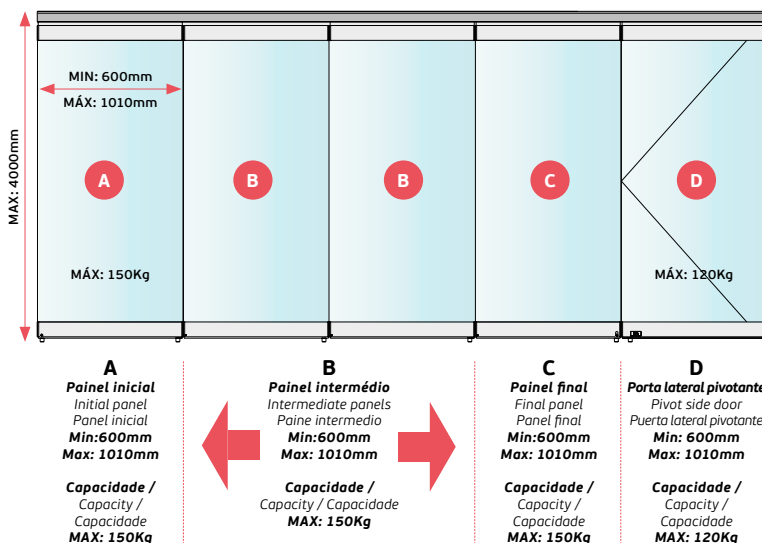 MAX: 4000mm
MIN: 600mm
MÁX: 1010mm
A
B
B
C
D
MÁX: 150Kg
MÁX: 120Kg
A
Painel inicial
Initial panel
Panel inicial
Min:600mm
Max: 1010mm
Capacidade /
Capacity /
Capacidade
MAX: 150Kg
B
Painel intermédio
Intermediate panels
Paine intermedio
Min:600mm
Max: 1010mm
Capacidade /
Capacity / Capacidade
MAX: 150Kg
C
Painel final
Final panel
Panel final
Min:600mm
Max: 1010mm
Capacidade /
Capacity /
Capacidade
MAX: 150Kg
D
Porta lateral pivotante
Pivot side door
Puerta lateral pivotante
Min: 600mm
Max: 1010mm
Capacidade /
Capacity /
Capacidade
MAX: 120Kg